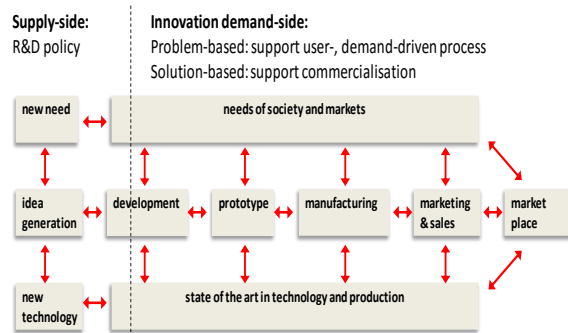 Supply-side:
R&D policy
Innovation demand-side:
Problem-based: support user-, demand-driven process
Solution-based: support commercialisation
new need
needs of society and markets
idea
generation
development
prototype
manufacturing
marketing
& sales
market
place
new
technology
state of the art in technology and production